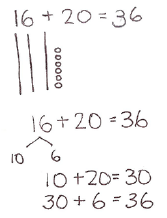 16 + 20 = 36
16 + 20 = 36
10 6
10 + 20 = 30
30 + 6 = 36